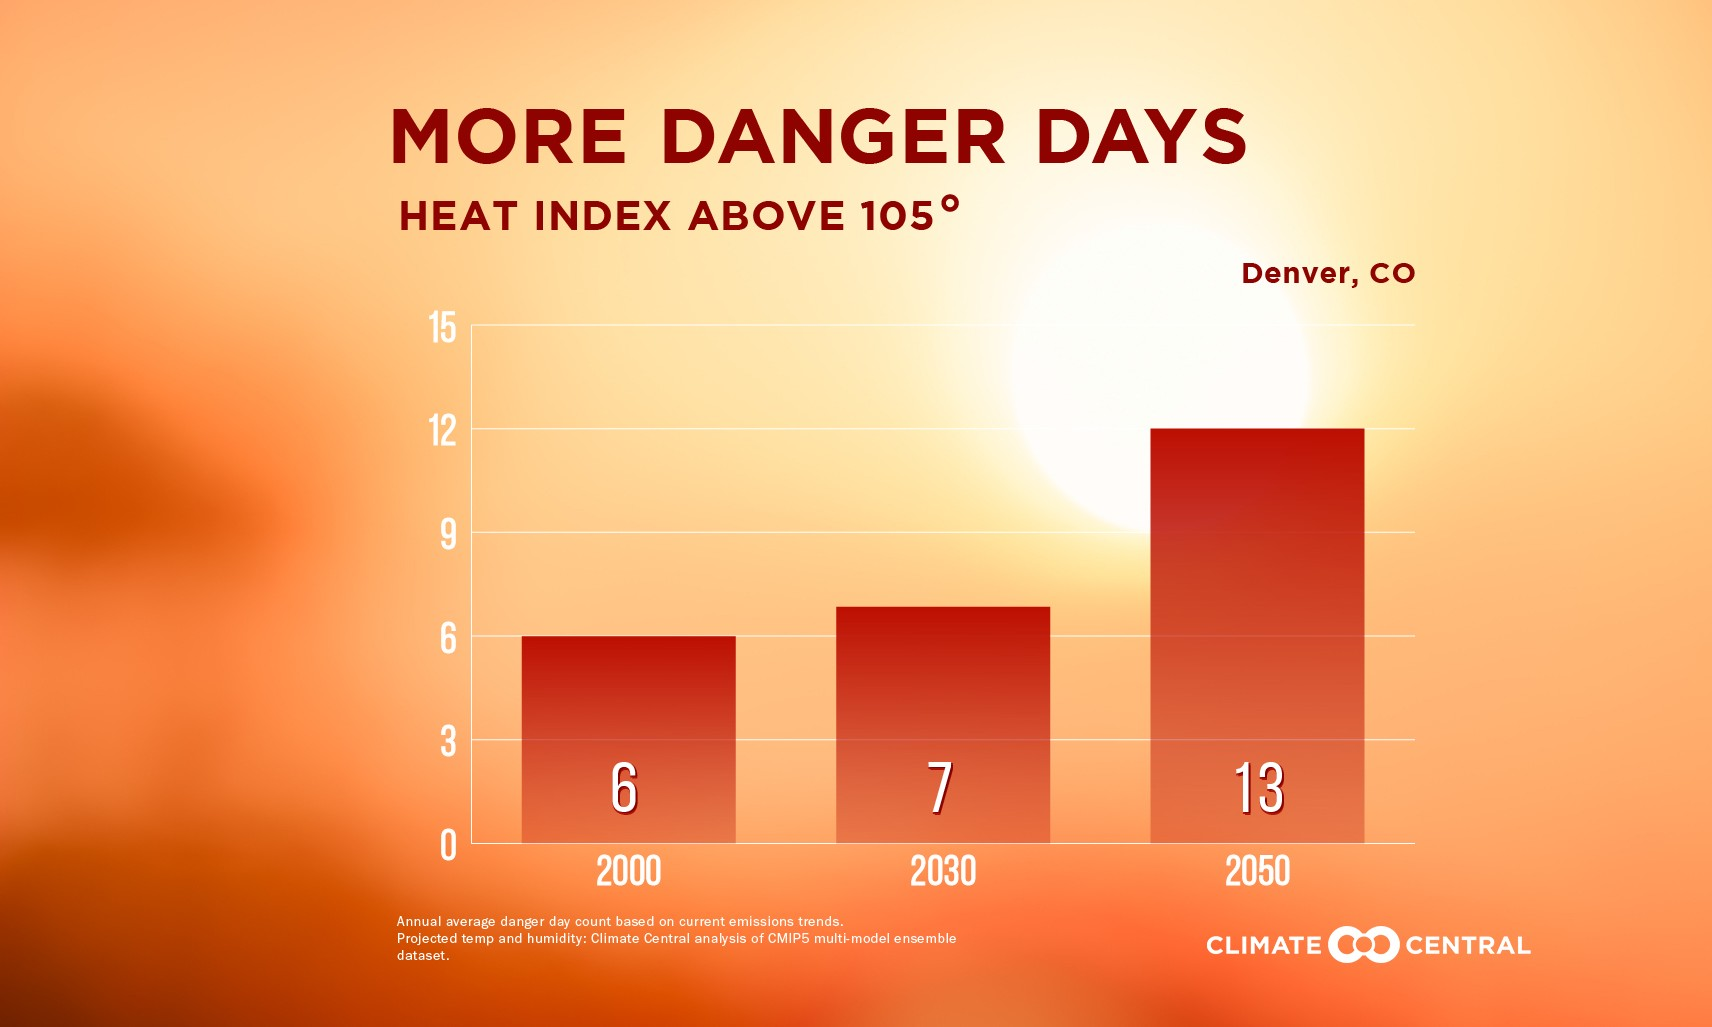 MORE DANGER DAYS
HEAT INDEX ABOVE 105°
Denver, CO
15
12
9
6
3
0
6
7
13
2000
2030
2050
Annual average danger day count based on current emissions trends.
Projected temp and humidity: Climate Central analysis of CMIP5 multi-model ensemble
dataset.
CLIMATE CENTRAL